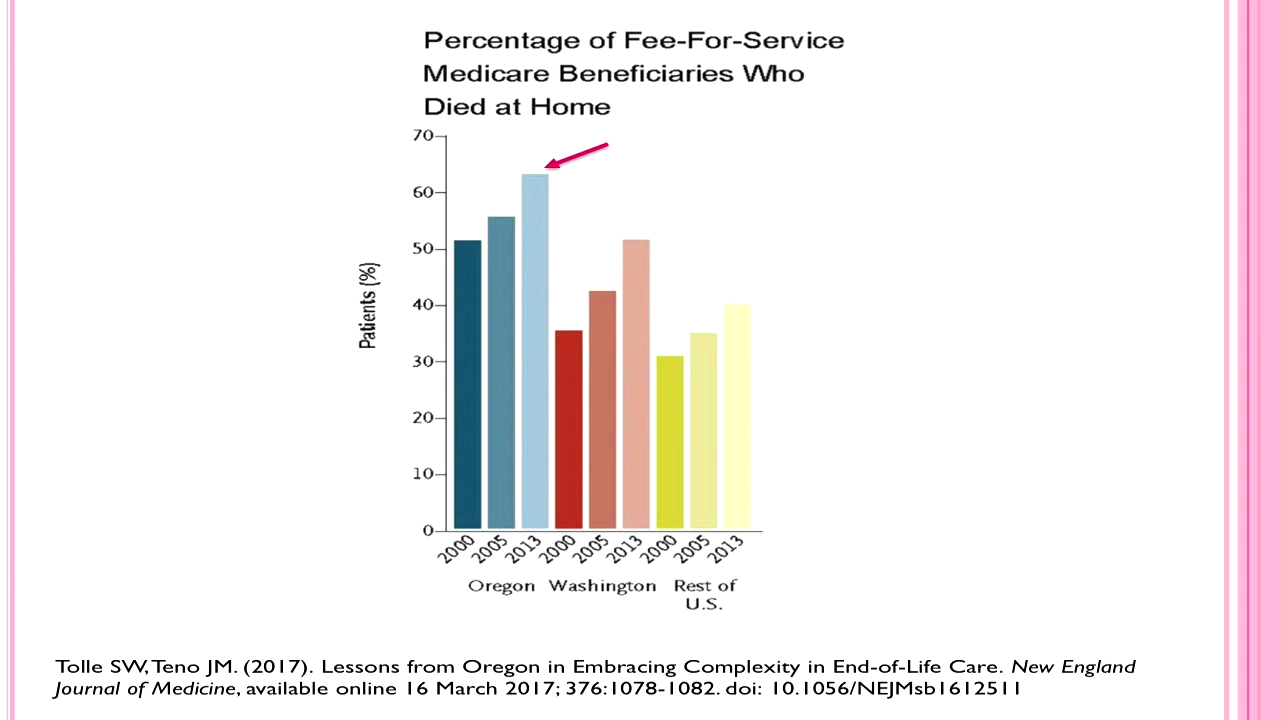 Percentage of Fee-For-Service
Medicare Beneficiaries Who
Died at Home
70
60
50
40
30
20
10
0
Patients (%)
2000 2005 2013 2000 2005 2013 2000 2005 2013
Oregon Washington Rest of
U.S.
Tolle SW, Teno JM. (2017). Lessons from Oregon in Embracing Complexity in End-of-Life Care. New England
Journal of Medicine, available online 16 March 2017; 376:1078-1082. doi: 10.1056/NEJMsb1612511